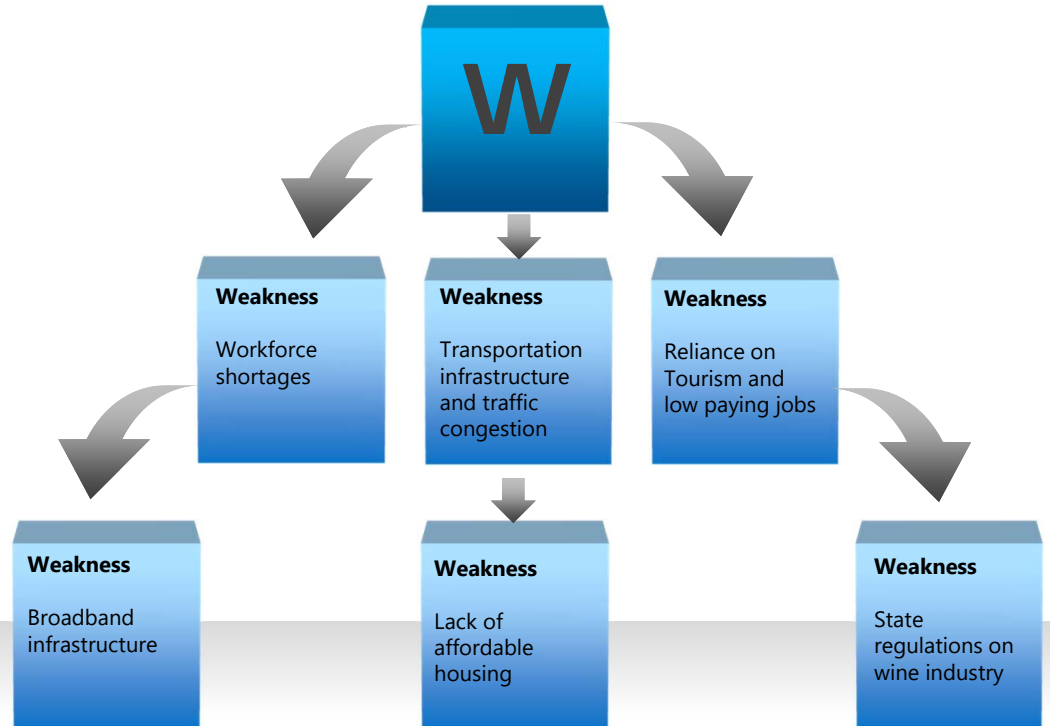 W
Weakness
Workforce
shortages
Weakness
Transportation
infrastructure
and traffic
congestion
Weakness
Reliance on
Tourism and
low paying jobs
Weakness
Broadband
infrastructure
Weakness
Lack of
affordable
housing
Weakness
State
regulations on
wine industry